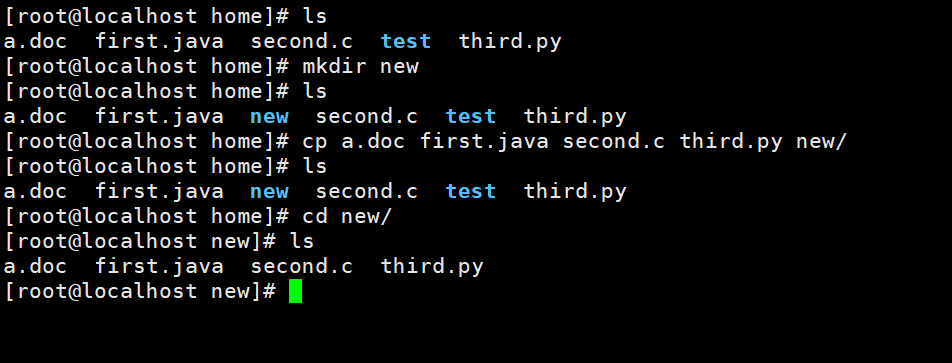 [root@localhost home]# ls
a.doc  first.java  second.c  test  third.py
[root@localhost home]# mkdir new
[root@localhost home]# ls
a.doc  first.java  new  second.c  test  third.py
[root@localhost home]# cp a.doc first.java second.c third.py new/
[root@localhost home]# ls
a.doc  first.java  new  second.c  test  third.py
[root@localhost home]# cd new/
[root@localhost new]# ls
a.doc  first.java  second.c  third.py
[root@localhost new]#